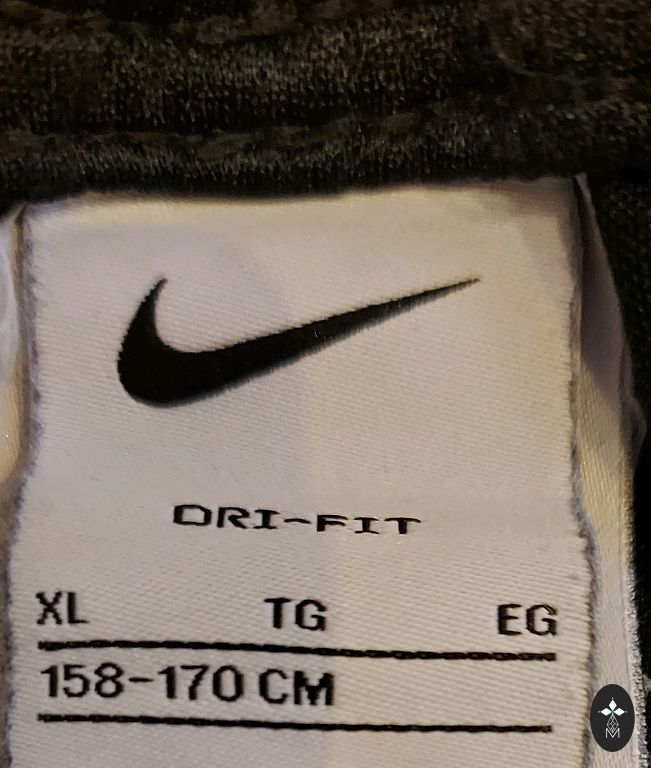 DRI-FIT
XL TG EG
158-170 CM
M